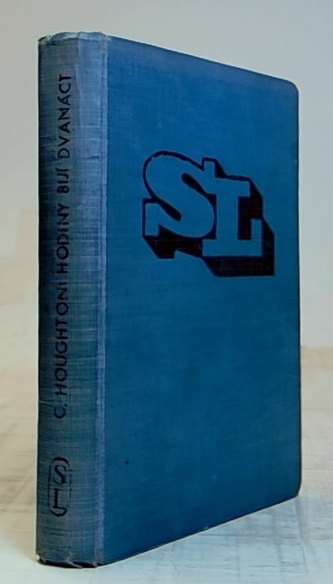 C. HOUGHTON: HODINY BIJÍ DVANÁCT
(SL)
SL